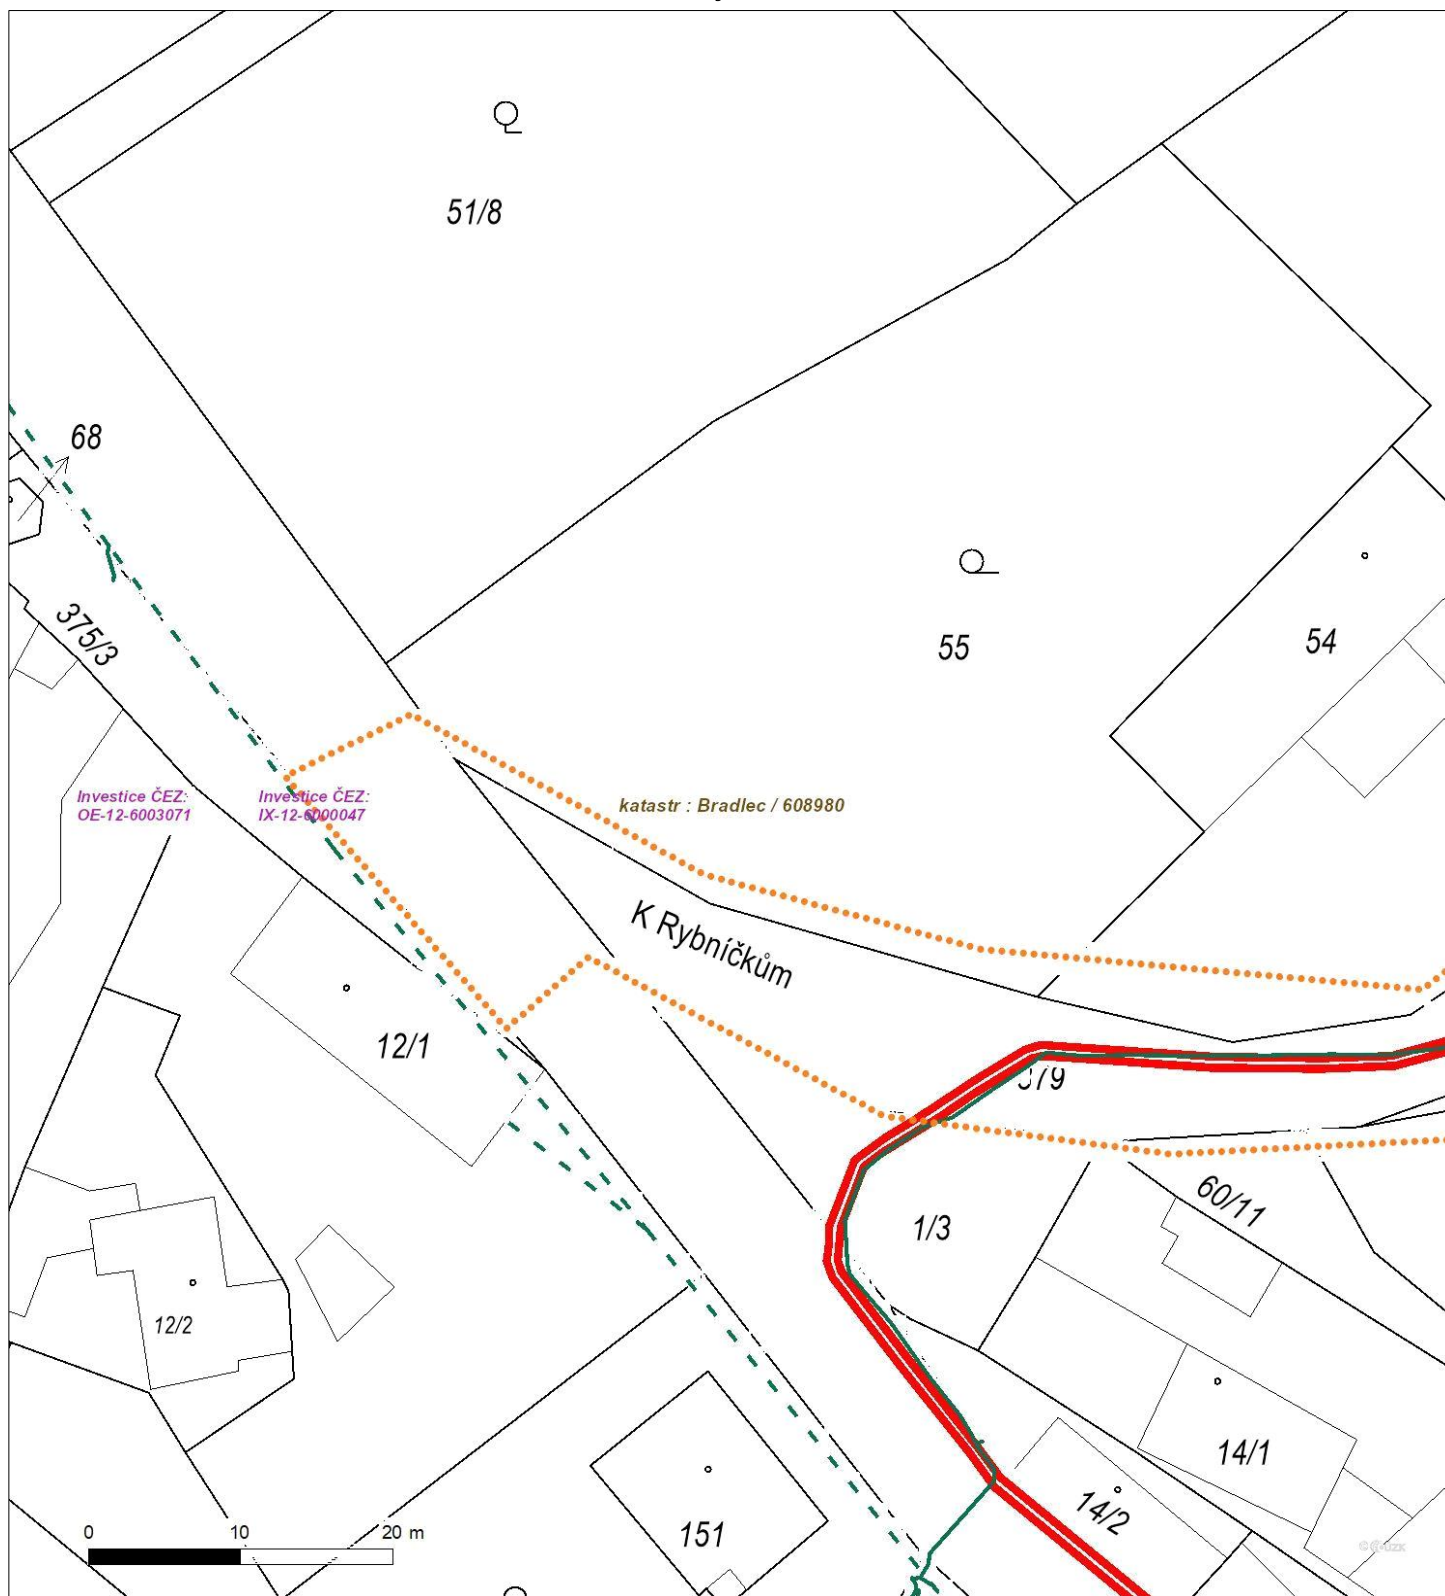 51/8
68
375/3
55
54
Investice ČEZ:
OE-12-6003071
Investice ČEZ:
IX-12-6000047
katastr : Bradlec / 608980
K Rybníčkům
12/1
379
60/11
1/3
12/2
14/1
14/2
151
0 10 20 m